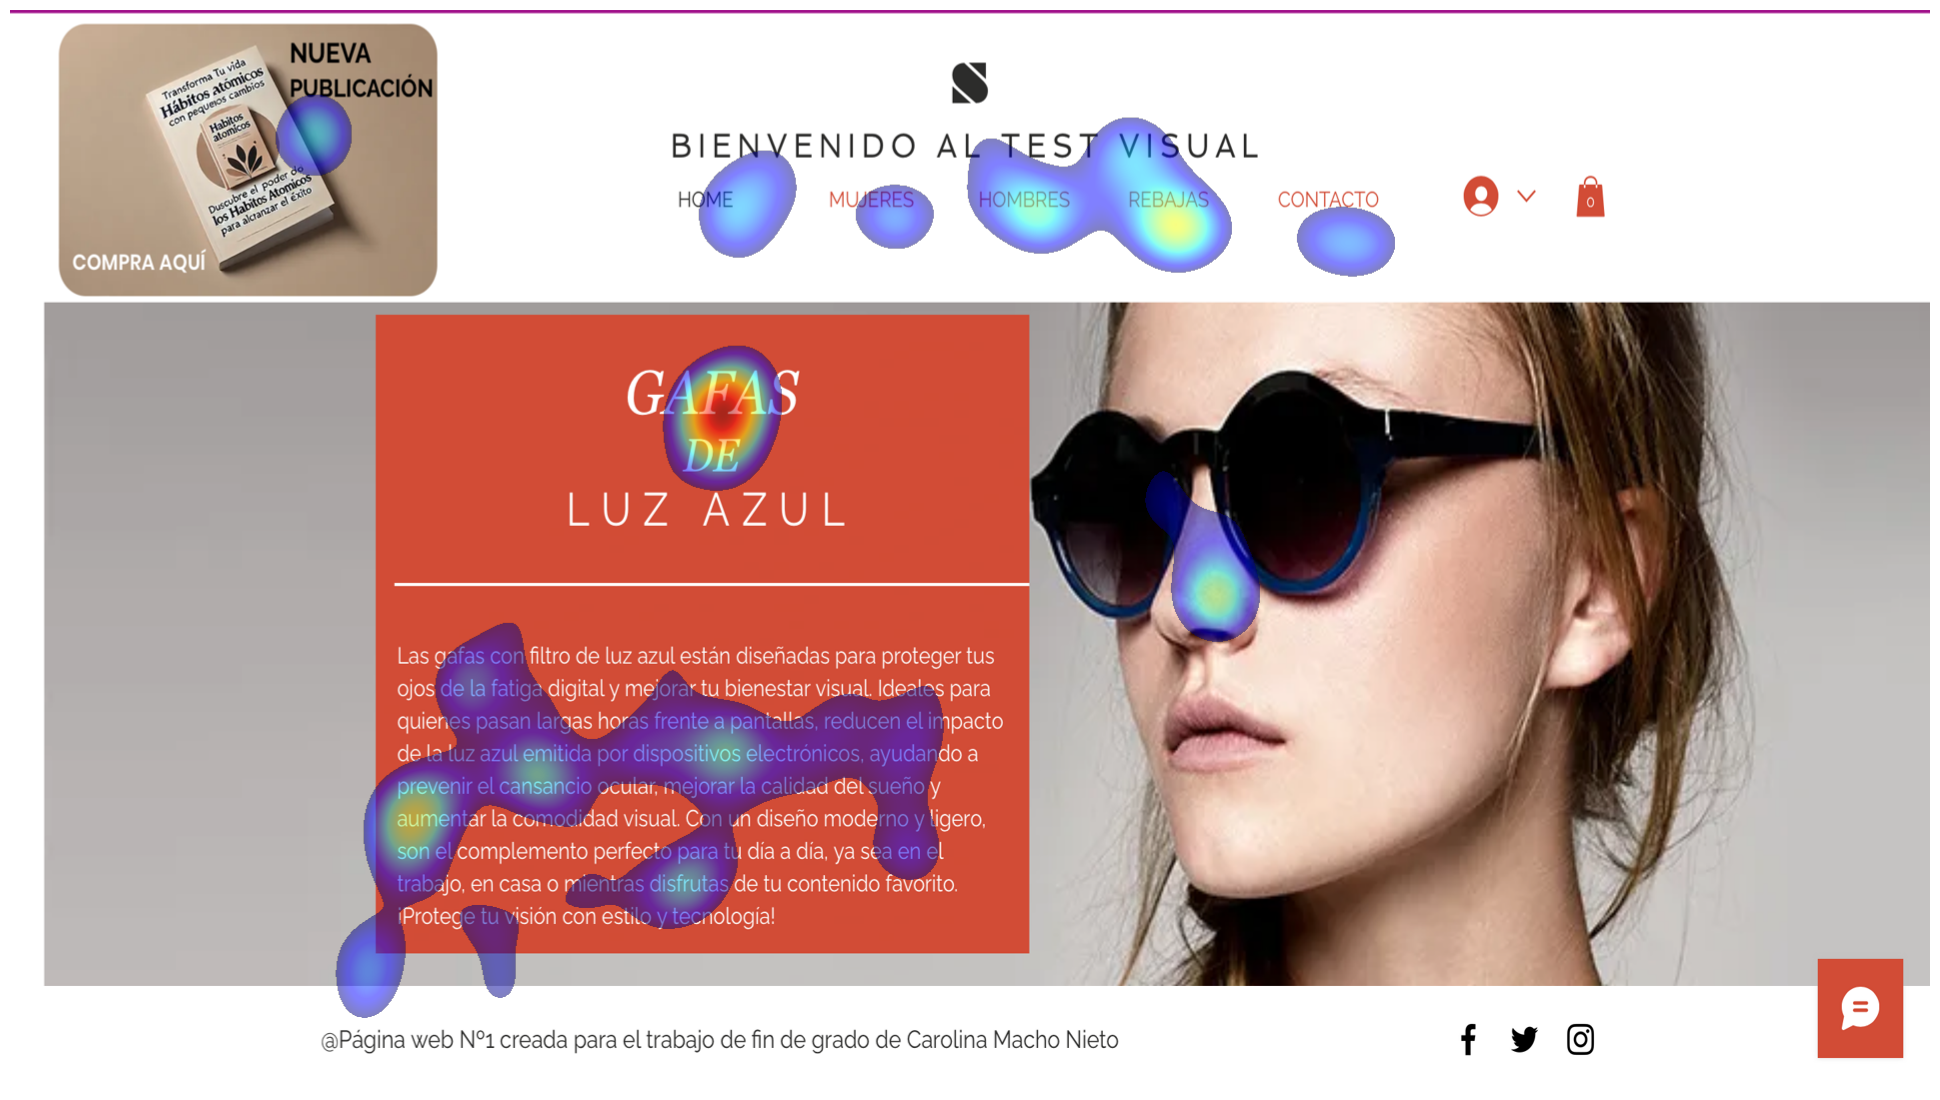 NUEVA
PUBLICACIÓN
Transforma Tu vida
Hábitos atómicos
con pequeños cambios
Habitos
atomicos
Duscubre el poder do
los Habitos Atomicos
para alcranzar el éxito
COMPRA AQUÍ
S
BIENVENIDO AL TEST VISUAL
HOME MUJERES HOMBRES REBAJAS CONTACTO
0
GAFAS
DE
LUZ AZUL
Las gafas con filtro de luz azul están diseñadas para proteger tus
ojos de la fatiga digital y mejorar tu bienestar visual. Ideales para
quienes pasan largas horas frente a pantallas, reducen el impacto
de la luz azul emitida por dispositivos electrónicos, ayudando a
prevenir el cansancio ocular, mejorar la calidad del sueño y
aumentar la comodidad visual. Con un diseño moderno y ligero,
son el complemento perfecto para tu día a día, ya sea en el
trabajo, en casa o mientras disfrutas de tu contenido favorito.
¡Protege tu visión con estilo y tecnología!
@Página web Nº1 creada para el trabajo de fin de grado de Carolina Macho Nieto